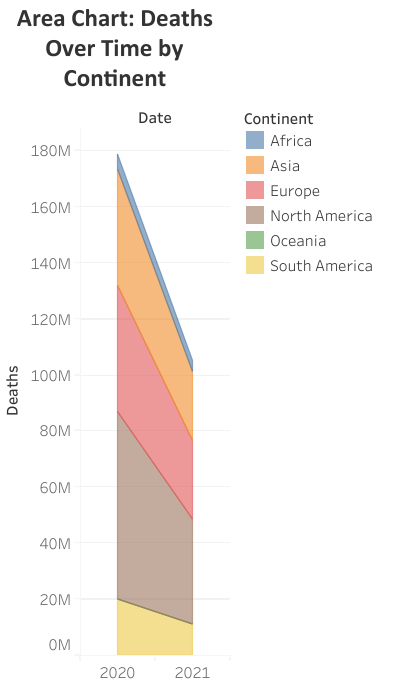 Area Chart: Deaths
Over Time by
Continent
Date
Continent
Africa
Asia
Europe
North America
Oceania
South America
180M
160M
140M
120M
100M
80M
60M
40M
20M
0M
Deaths
2020
2021